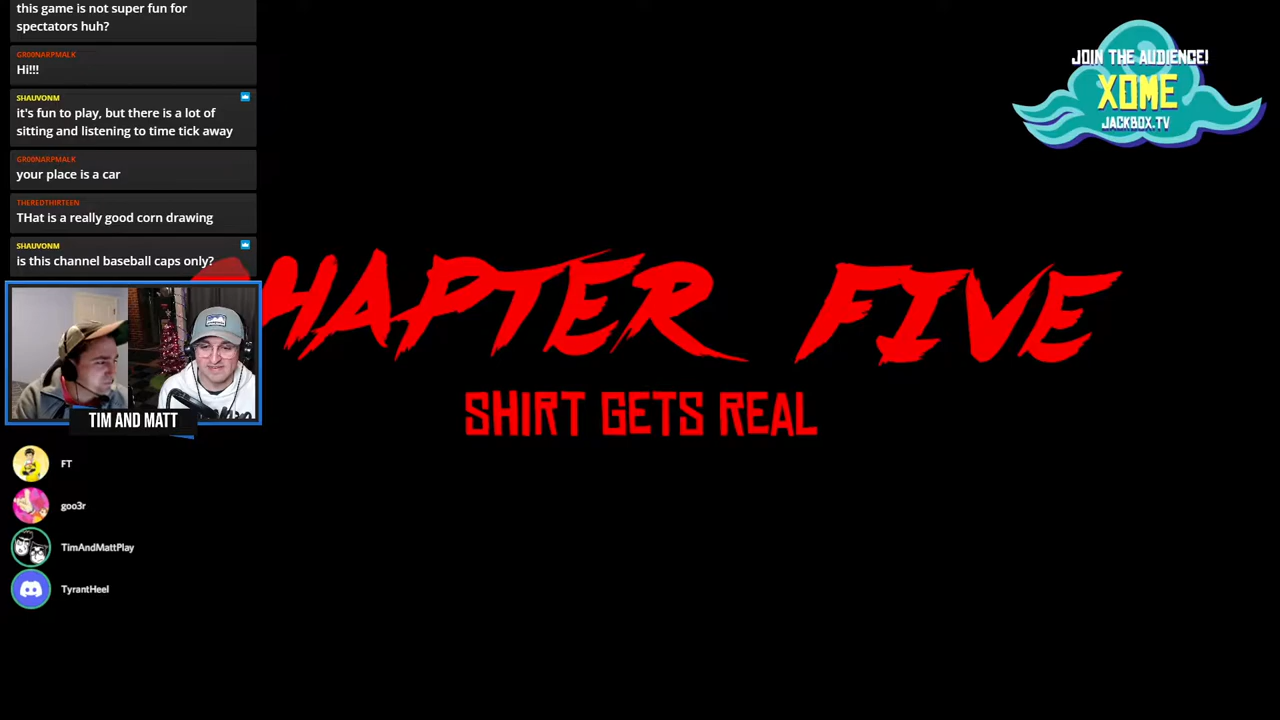 this game is not super fun for
spectators huh?
GR00NARPMALK
Hi!!!
SHAUVONM
it's fun to play, but there is a lot of
sitting and listening to time tick away
GR00NARPMALK
your place is a car
THEREDTHIRTEEN
THat is a really good corn drawing
SHAUVONM
is this channel baseball caps only?
TIM AND MATT
FT
goo3r
TimAndMattPlay
TyrantHeel
CHAPTER FIVE
SHIRT GETS REAL
JOIN THE AUDIENCE!
XOME
JACKBOX.TV